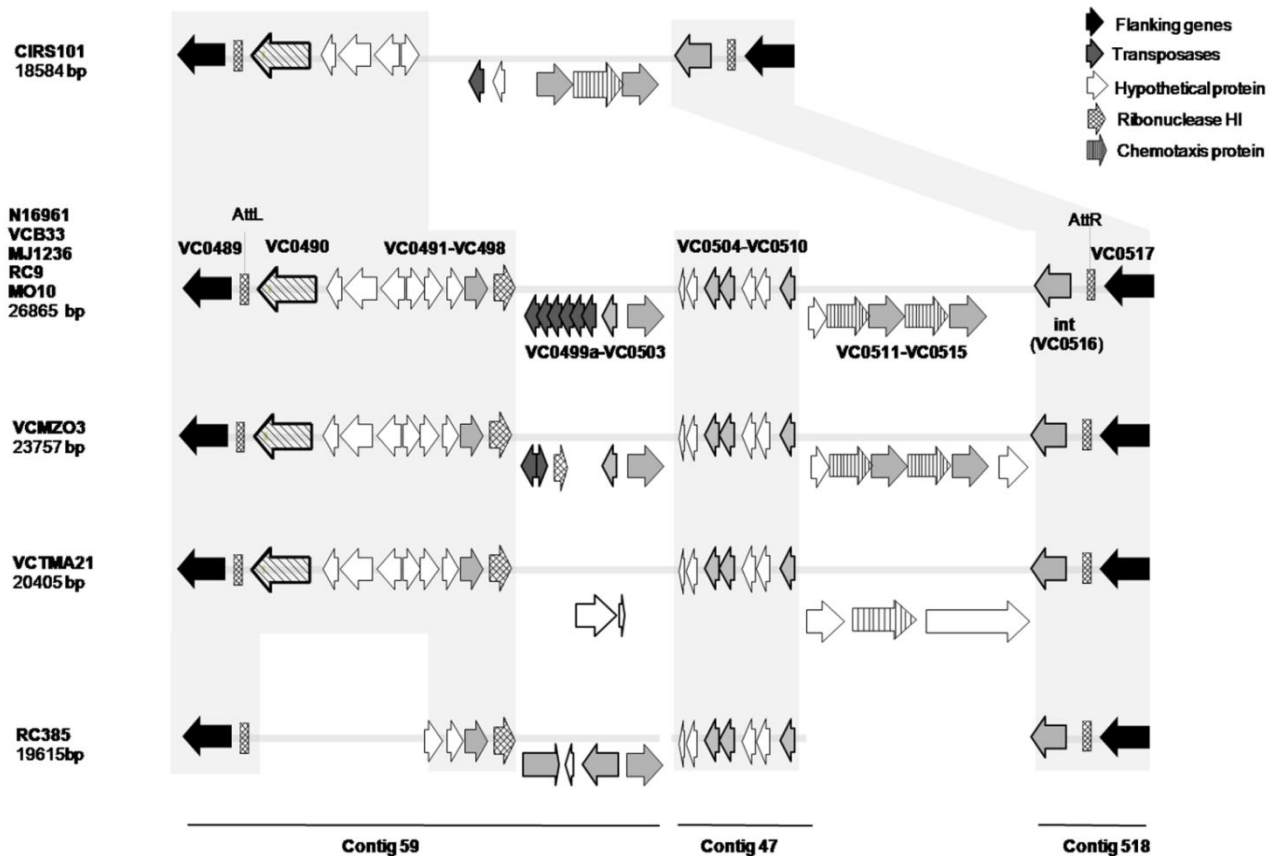 CIRS101
18584 bp
Flanking genes
Transposases
Hypothetical protein
Ribonuclease HI
Chemotaxis protein
N16961
VCB33
MJ1236
RC9
MO10
26865 bp
AttL
AttR
VC0489
VC0490
VC0491-VC498
VC0504-VC0510
VC0517
VC0499a-VC0503
VC0511-VC0515
int
(VC0516)
VCMZO3
23757 bp
VCTMA21
20405 bp
RC385
19615bp
Contig 59
Contig 47
Contig 518